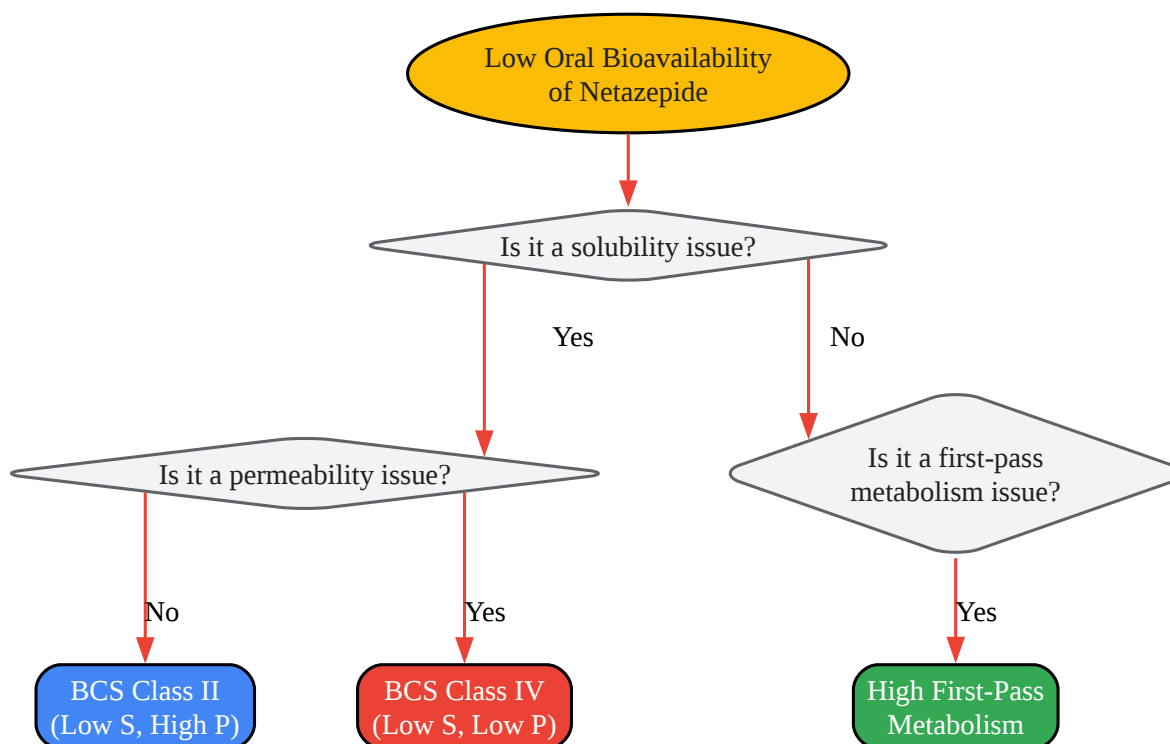 Low Oral Bioavailability
of Netazepide
Is it a solubility issue?
Yes
No
Is it a permeability issue?
Is it a first-pass
metabolism issue?
No
Yes
Yes
BCS Class II
(Low S, High P)
BCS Class IV
(Low S, Low P)
High First-Pass
Metabolism